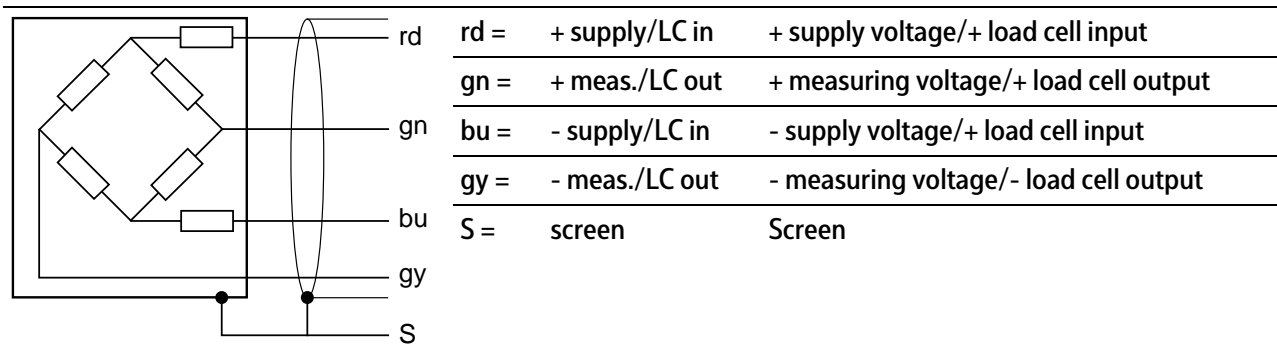 rd
gn
bu
gy
S
rd = + supply/LC in + supply voltage/+ load cell input
gn = + meas./LC out + measuring voltage/+ load cell output
bu = - supply/LC in - supply voltage/+ load cell input
gy = - meas./LC out - measuring voltage/- load cell output
S = screen Screen